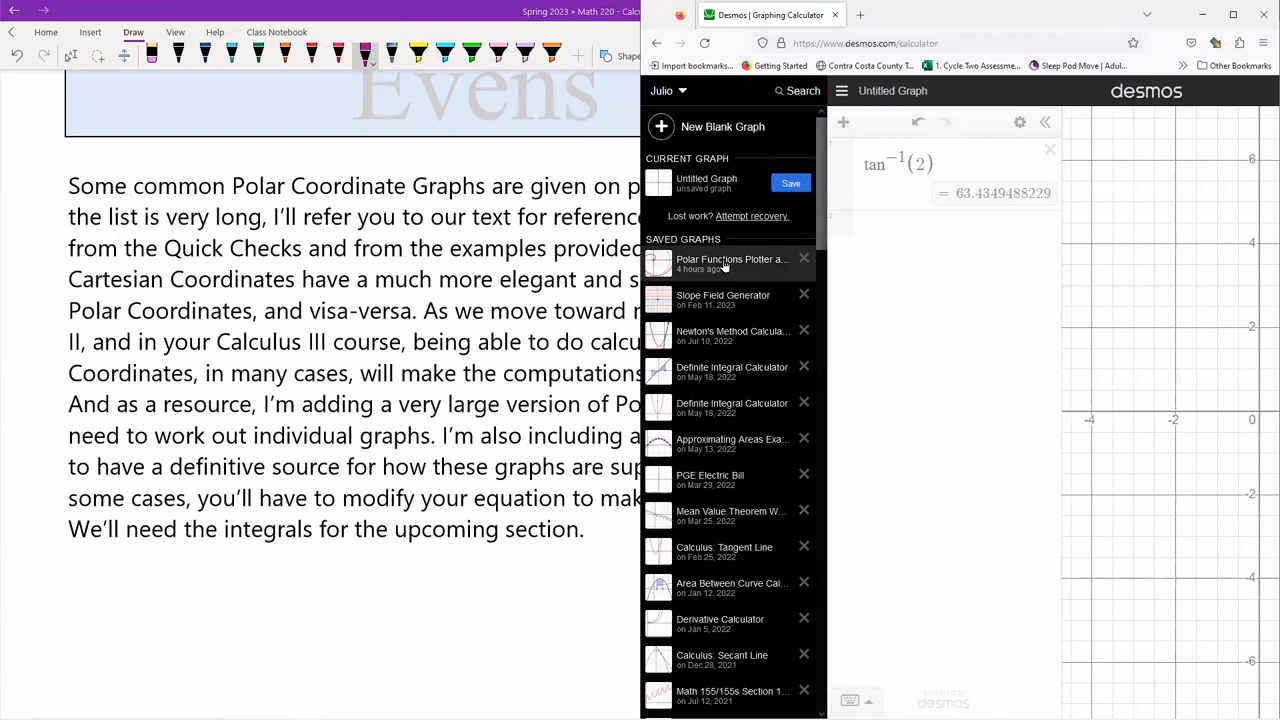 Spring 2023 » Math 220 - Calcu
Home Insert Draw View Help Class Notebook
Shape
Evens
Some common Polar Coordinate Graphs are given on p
the list is very long, I'll refer you to our text for reference
from the Quick Checks and from the examples provided
Cartesian Coordinates have a much more elegant and s
Polar Coordinates, and visa-versa. As we move toward
II, and in your Calculus III course, being able to do calcu
Coordinates, in many cases, will make the computations
And as a resource, I'm adding a very large version of Po
need to work out individual graphs. I'm also including a
to have a definitive source for how these graphs are sup
some cases, you'll have to modify your equation to mak
We'll need the integrals for the upcoming section.
Desmos | Graphing Calculator
https://www.desmos.com/calculator
Import bookmarks... Getting Started Contra Costa County T... 1. Cycle Two Assessme... Sleep Pod Move | Adul... Other Bookmarks
Julio Search
New Blank Graph
CURRENT GRAPH
Untitled Graph
unsaved graph
Save
Lost work? Attempt recovery.
SAVED GRAPHS
Polar Functions Plotter a...
4 hours ago
Slope Field Generator
on Feb 11, 2023
Newton's Method Calcula...
on Jul 10, 2022
Definite Integral Calculator
on May 18, 2022
Definite Integral Calculator
on May 18, 2022
Approximating Areas Exa...
on May 13, 2022
PGE Electric Bill
on Mar 29, 2022
Mean Value Theorem W...
on Mar 25, 2022
Calculus: Tangent Line
on Feb 25, 2022
Area Between Curve Cal...
on Jan 12, 2022
Derivative Calculator
on Jan 5, 2022
Calculus: Secant Line
on Dec 28, 2021
Math 155/155s Section 1...
on Jul 12, 2021
Untitled Graph
desmos
1
tan⁻¹(2)
= 63.4349488229
2
6
4
2
-4 -2 0
-2
-4
-6
powered by
desmos